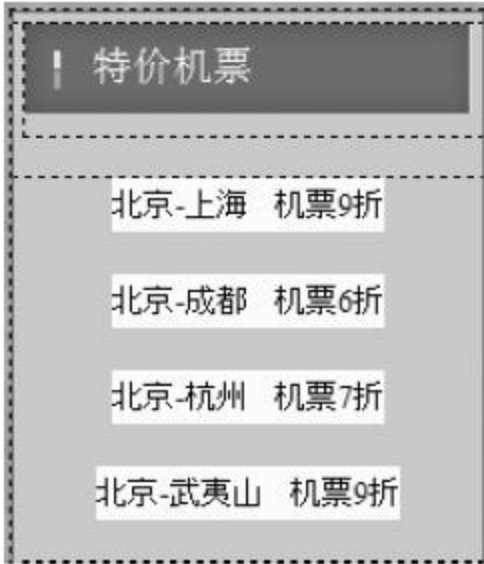 特价机票
北京-上海 机票9折
北京-成都 机票6折
北京-杭州 机票7折
北京-武夷山 机票9折